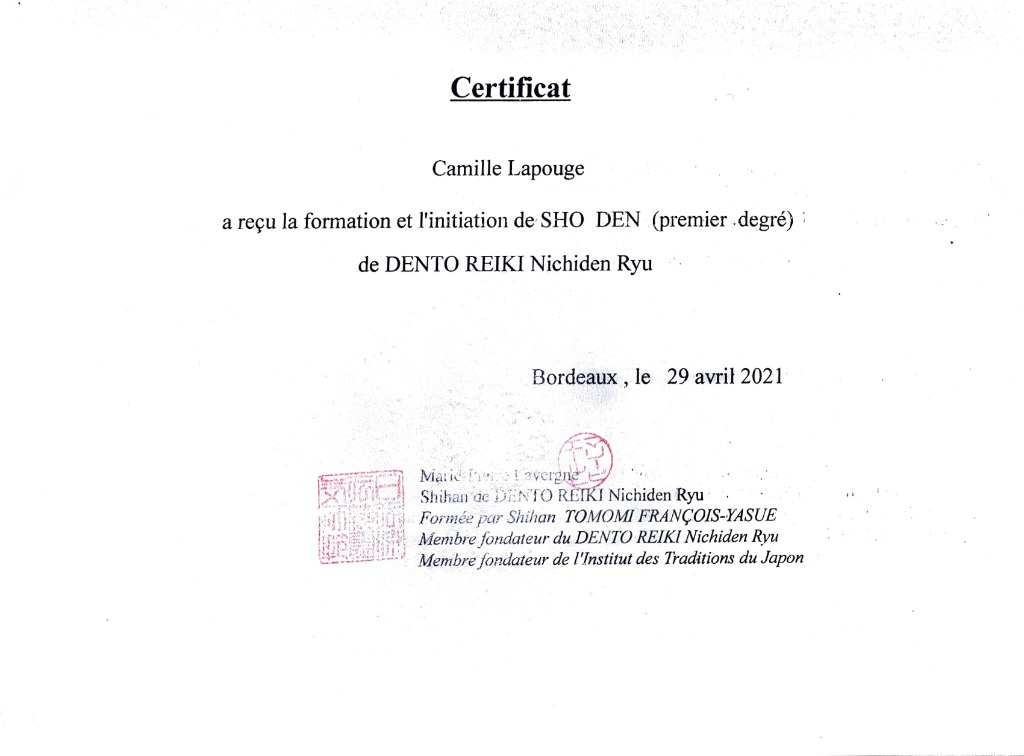 Certificat
Camille Lapouge
a reçu la formation et l'initiation de SHO DEN (premier degré)
de DENTO REIKI Nichiden Ryu
Bordeaux , le 29 avril 2021
Lavergne
Shihan de DENTO REIKI Nichiden Ryu
Formée par Shihan TOMOMI FRANÇOIS-YASUE
Membre fondateur du DENTO REIKI Nichiden Ryu
Membre fondateur de l'Institut des Traditions du Japon